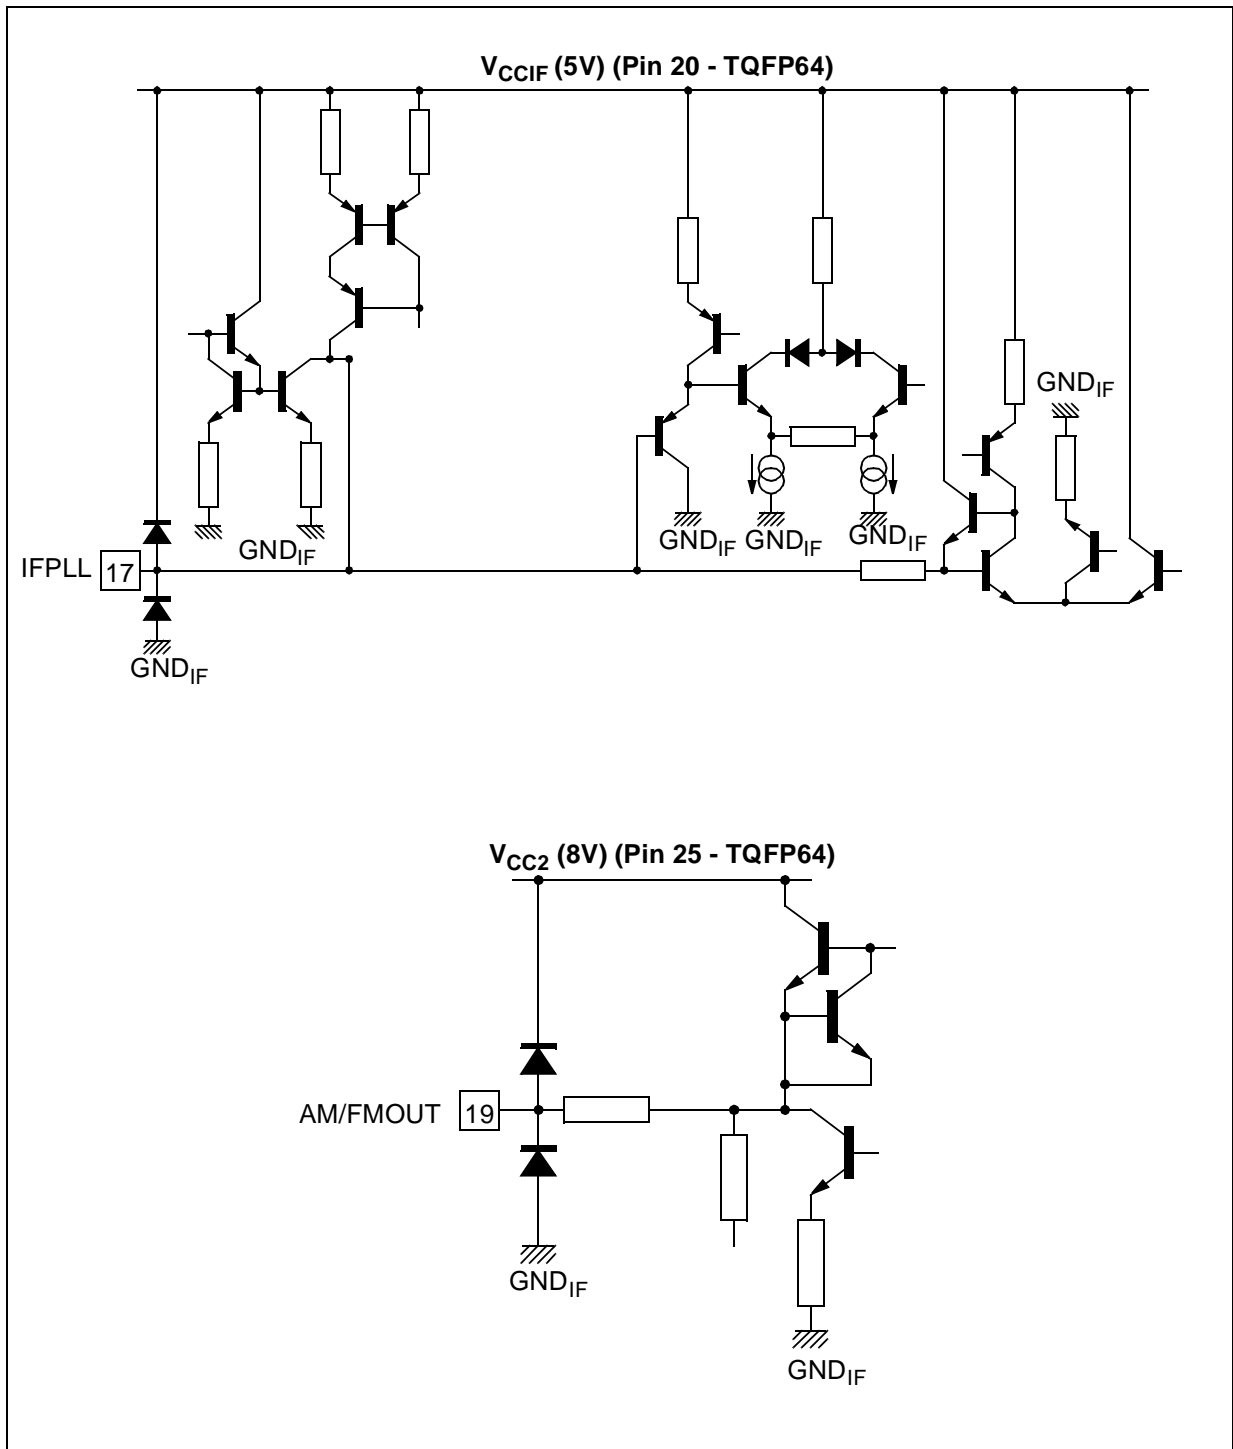 VCCIF (5V) (Pin 20 - TQFP64)
GNDIF
GNDIF
GNDIF GNDIF GNDIF
IFPLL 17
GNDIF
VCC2 (8V) (Pin 25 - TQFP64)
AM/FMOUT 19
GNDIF
GNDIF